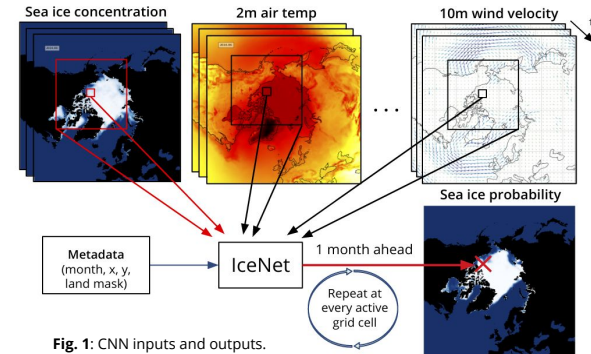 Sea ice concentration
2m air temp
10m wind velocity
t
. . .
Sea ice probability
Metadata
(month, x, y,
land mask)
IceNet
1 month ahead
Repeat at
every active
grid cell
Fig. 1: CNN inputs and outputs.